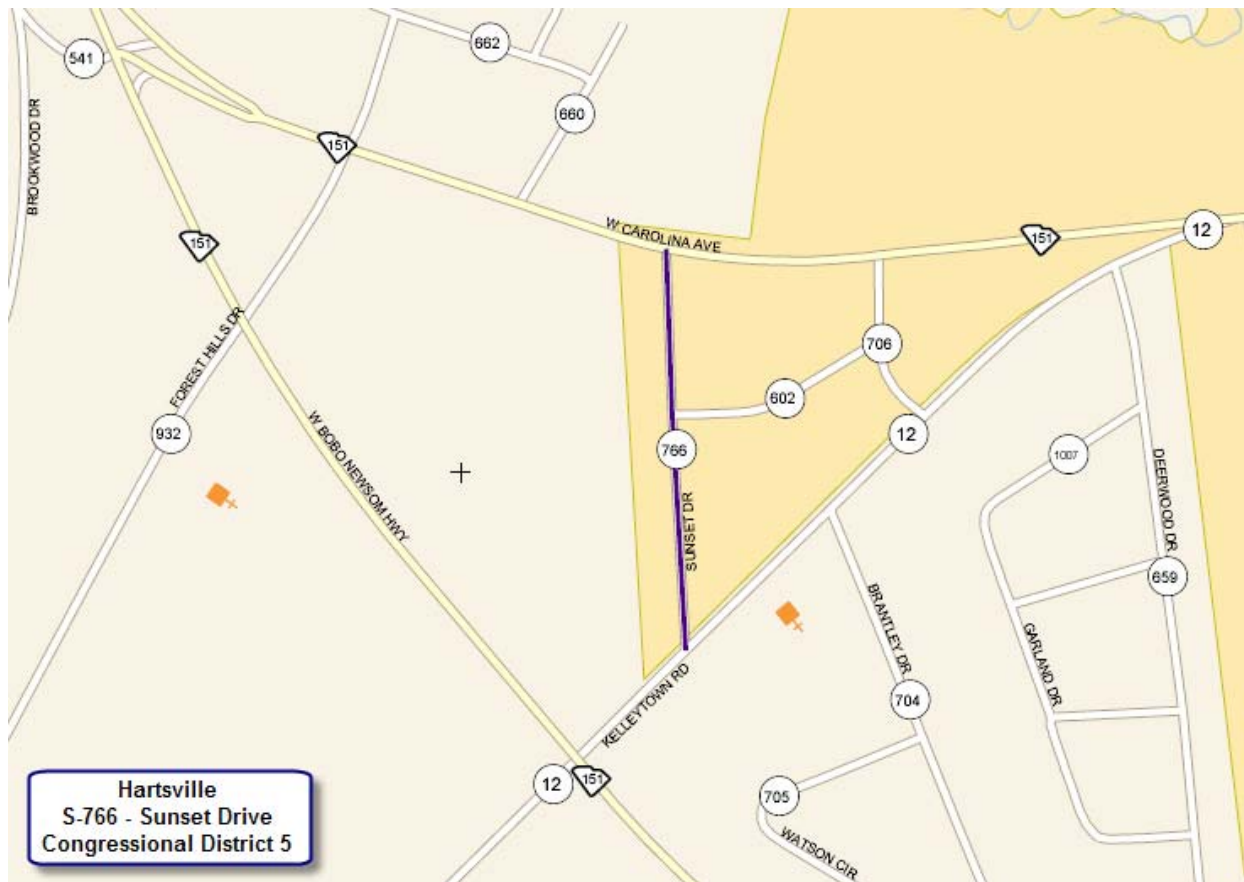 541
662
660
BROOKWOOD DR
151
151
W CAROLINA AVE
151
12
FOREST HILLS DR
932
W BOBO NEWSOM HWY
706
602
766
SUNSET DR
12
1007
DEERWOOD DR
659
BRANTLEY DR
GARLAND DR
704
KELLEYTOWN RD
12
151
705
WATSON CIR
Hartsville
S-766 - Sunset Drive
Congressional District 5